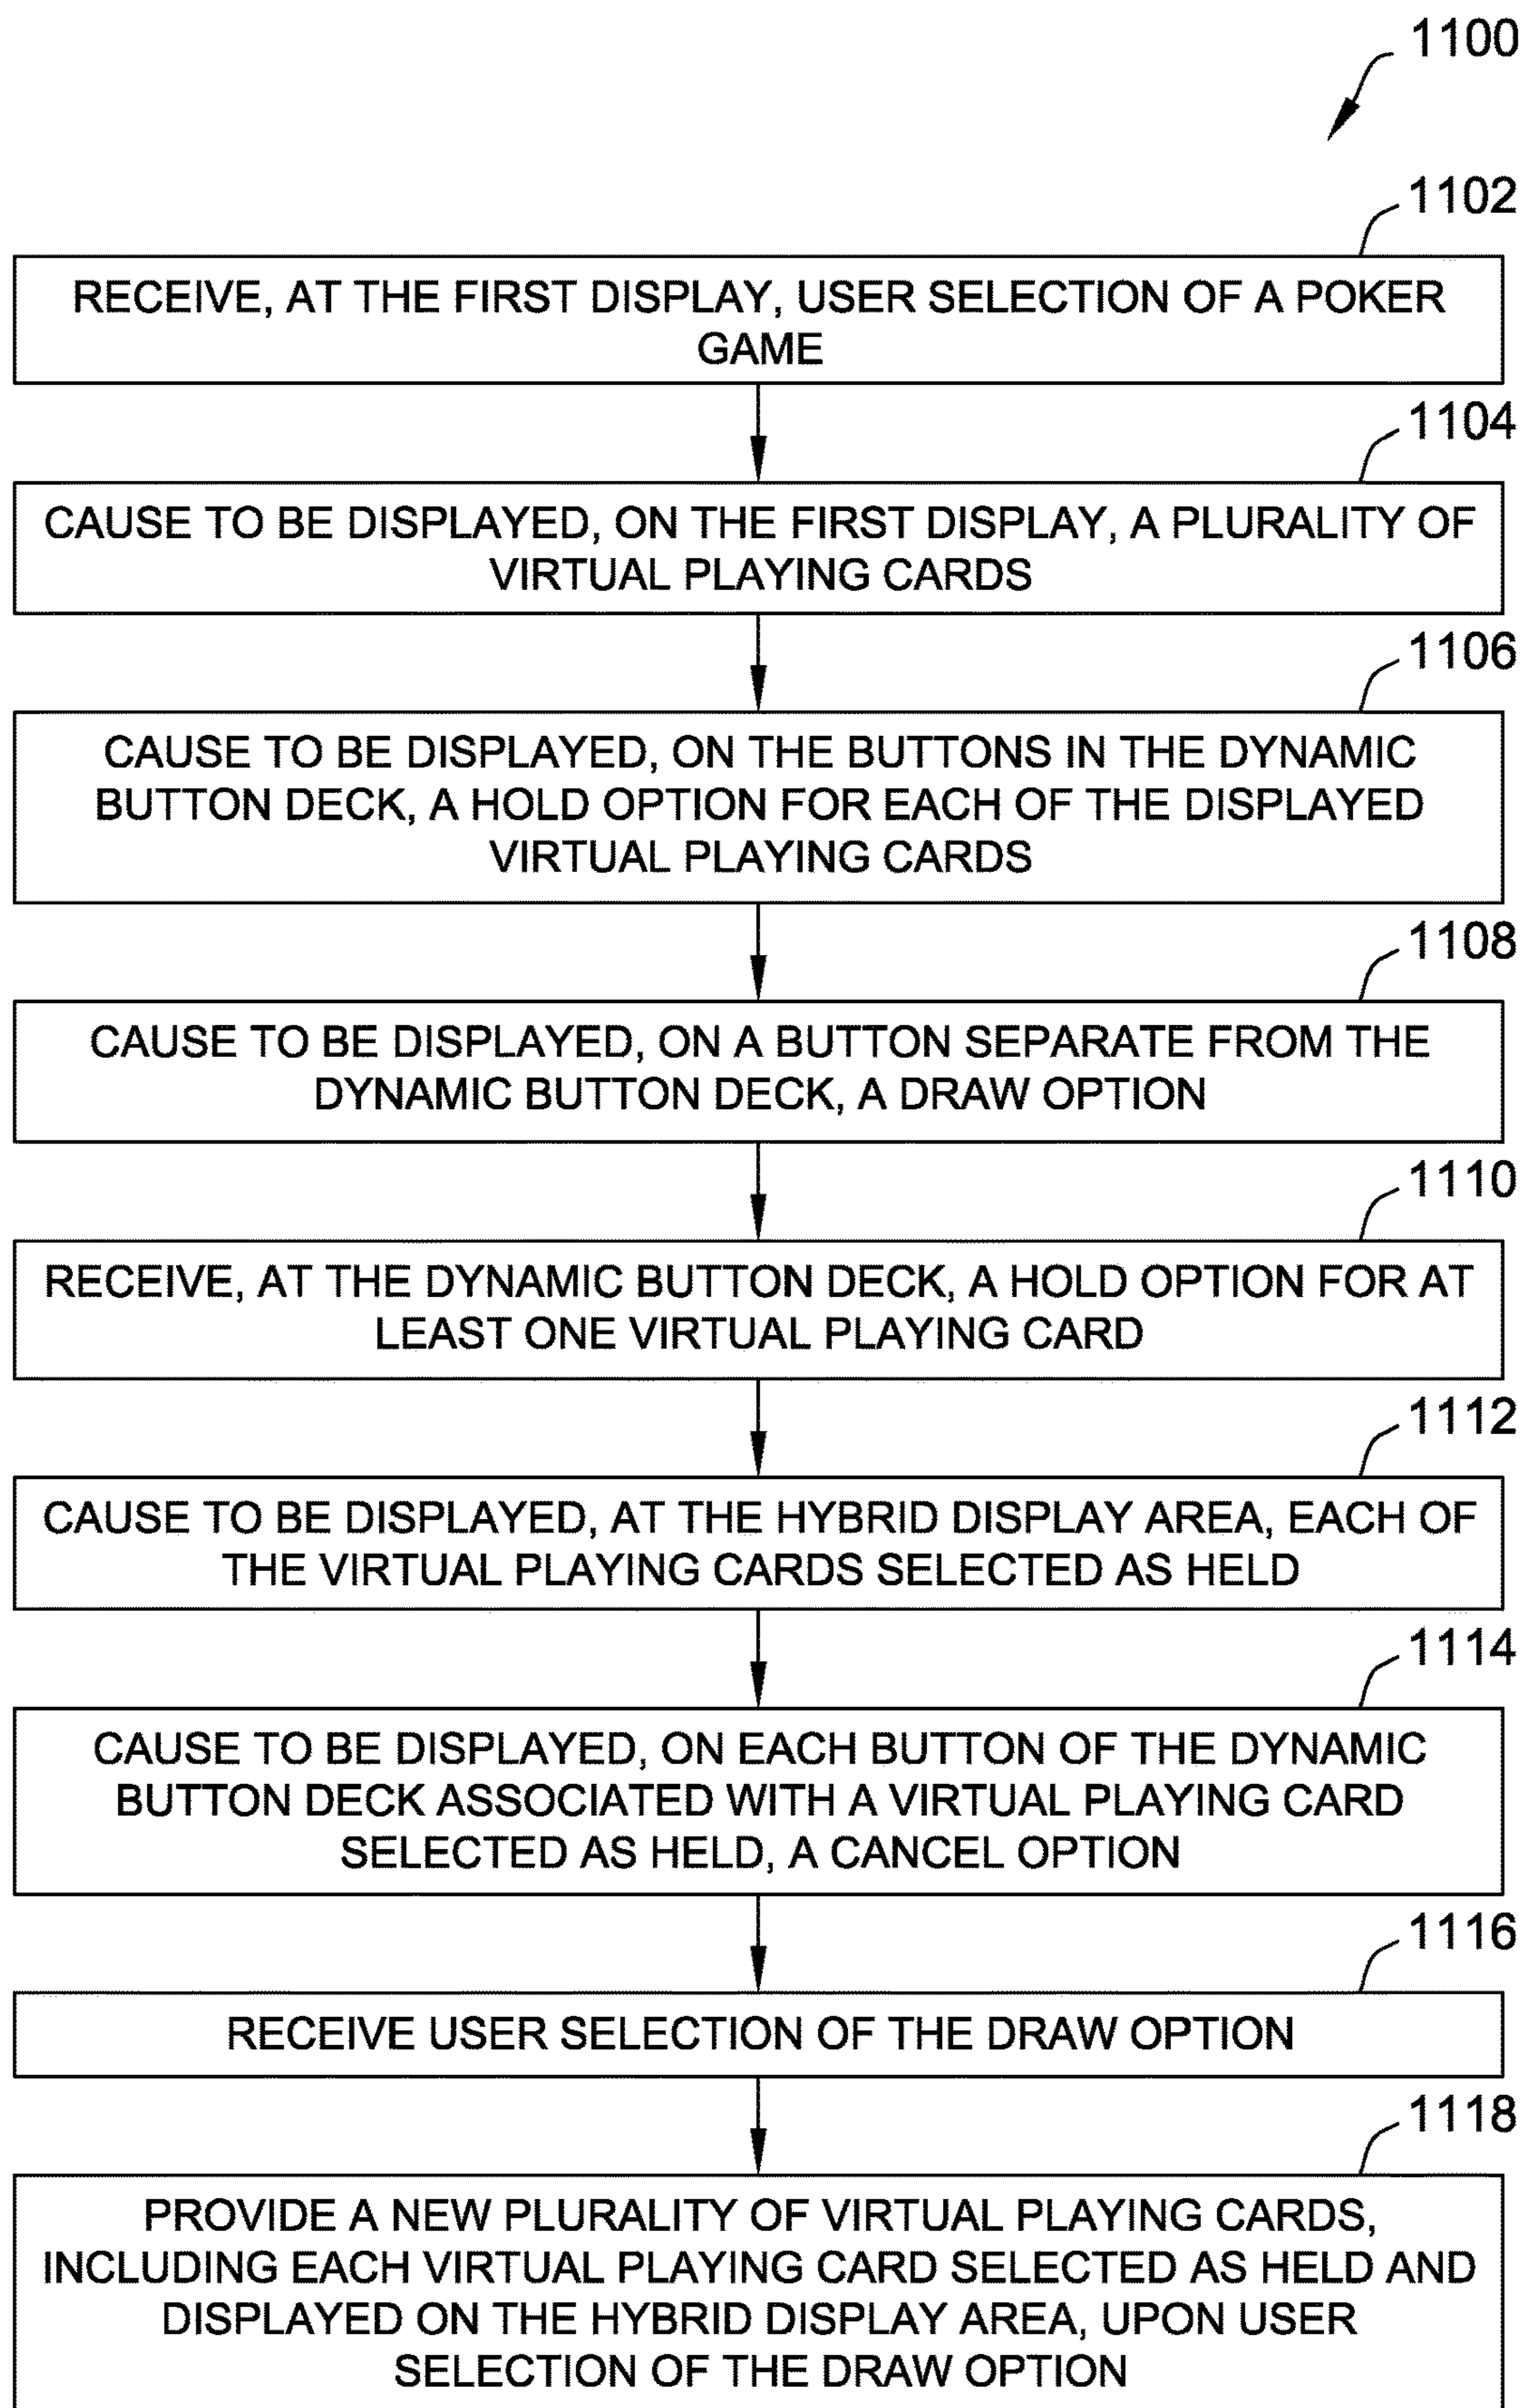 1100
1102
RECEIVE, AT THE FIRST DISPLAY, USER SELECTION OF A POKER
GAME
1104
CAUSE TO BE DISPLAYED, ON THE FIRST DISPLAY, A PLURALITY OF
VIRTUAL PLAYING CARDS
1106
CAUSE TO BE DISPLAYED, ON THE BUTTONS IN THE DYNAMIC
BUTTON DECK, A HOLD OPTION FOR EACH OF THE DISPLAYED
VIRTUAL PLAYING CARDS
1108
CAUSE TO BE DISPLAYED, ON A BUTTON SEPARATE FROM THE
DYNAMIC BUTTON DECK, A DRAW OPTION
1110
RECEIVE, AT THE DYNAMIC BUTTON DECK, A HOLD OPTION FOR AT
LEAST ONE VIRTUAL PLAYING CARD
1112
CAUSE TO BE DISPLAYED, AT THE HYBRID DISPLAY AREA, EACH OF
THE VIRTUAL PLAYING CARDS SELECTED AS HELD
1114
CAUSE TO BE DISPLAYED, ON EACH BUTTON OF THE DYNAMIC
BUTTON DECK ASSOCIATED WITH A VIRTUAL PLAYING CARD
SELECTED AS HELD, A CANCEL OPTION
1116
RECEIVE USER SELECTION OF THE DRAW OPTION
1118
PROVIDE A NEW PLURALITY OF VIRTUAL PLAYING CARDS,
INCLUDING EACH VIRTUAL PLAYING CARD SELECTED AS HELD AND
DISPLAYED ON THE HYBRID DISPLAY AREA, UPON USER
SELECTION OF THE DRAW OPTION